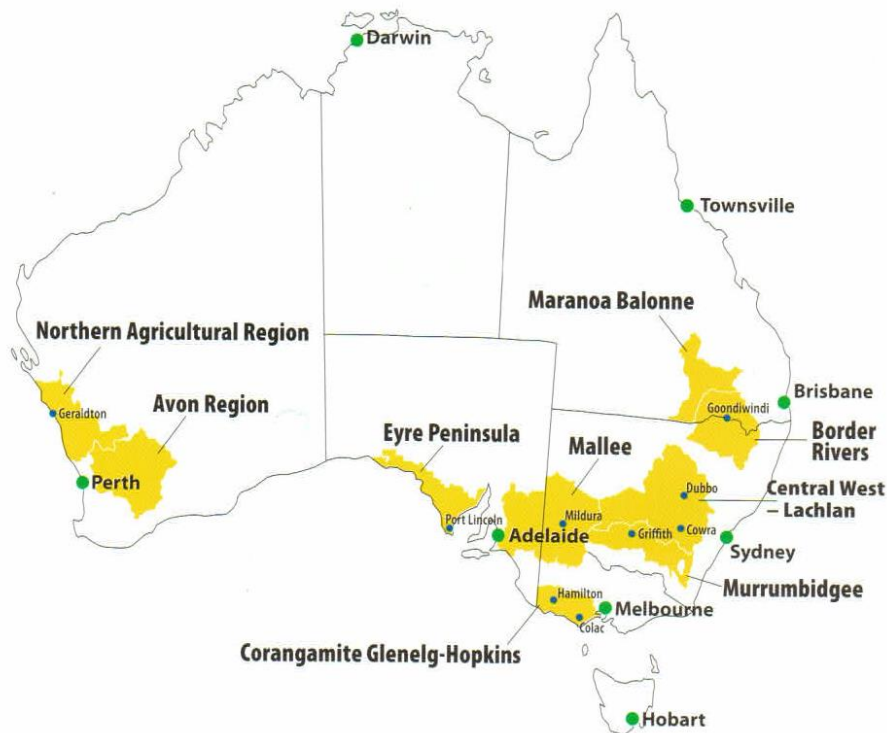 Darwin
Townsville
Maranoa Balonne
Northern Agricultural Region
Geraldton
Avon Region
Brisbane
Goondiwindi
Eyre Peninsula
Mallee
Border
Rivers
Perth
Dubbo
Central West
– Lachlan
Port Lincoln
Mildura
Adelaide
Griffith
Cowra
Sydney
Murrumbidgee
Hamilton
Melbourne
Colac
Corangamite Glenelg-Hopkins
Hobart